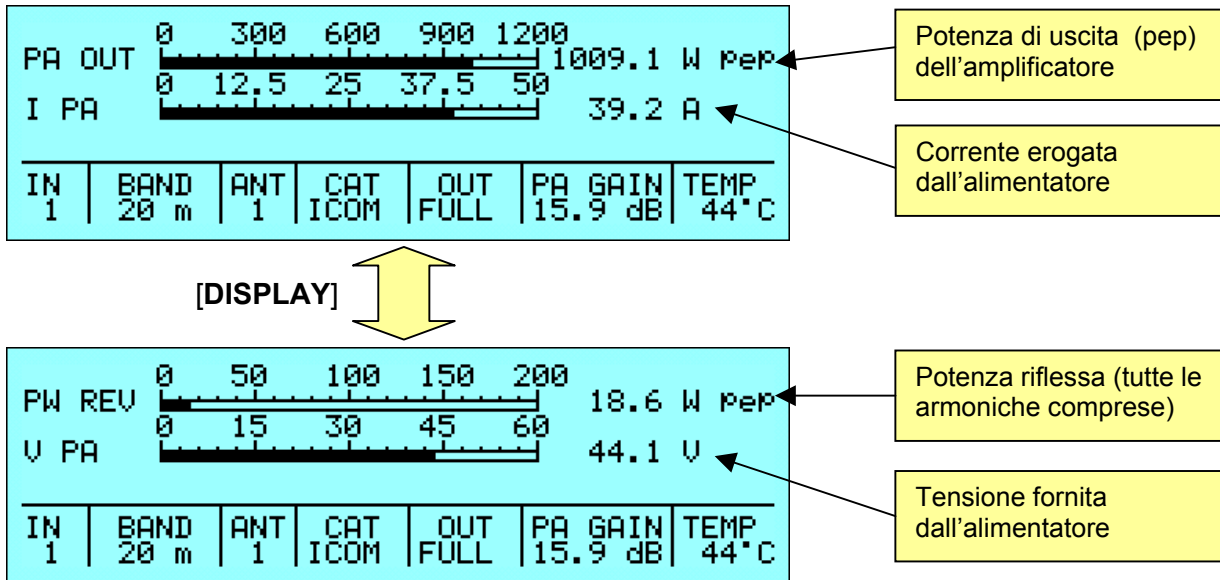 0 300 600 900 1200
PA OUT 1009.1 W pep
0 12.5 25 37.5 50
I PA 39.2 A
IN BAND ANT CAT OUT PA GAIN TEMP
1 20 m 1 ICOM FULL 15.9 dB 44°C
Potenza di uscita (pep)
dell'amplificatore
Corrente erogata
dall'alimentatore
[DISPLAY]
0 50 100 150 200
PW REV 18.6 W pep
0 15 30 45 60
V PA 44.1 V
IN BAND ANT CAT OUT PA GAIN TEMP
1 20 m 1 ICOM FULL 15.9 dB 44°C
Potenza riflessa (tutte le
armoniche comprese)
Tensione fornita
dall'alimentatore